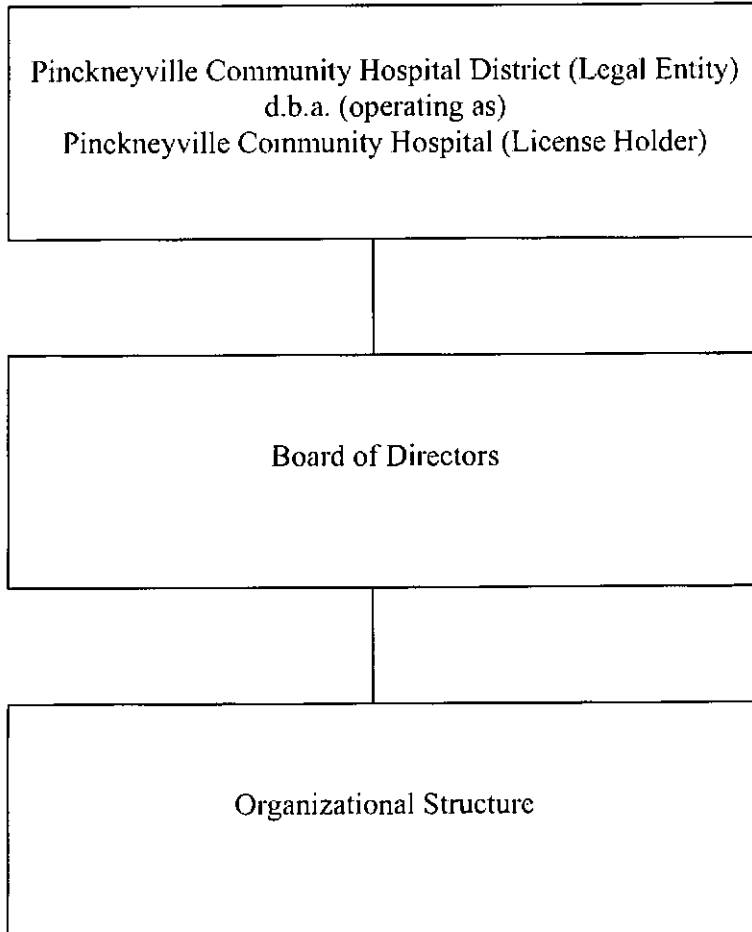 Pinckneyville Community Hospital District (Legal Entity)
d.b.a. (operating as)
Pinckneyville Community Hospital (License Holder)
Board of Directors
Organizational Structure